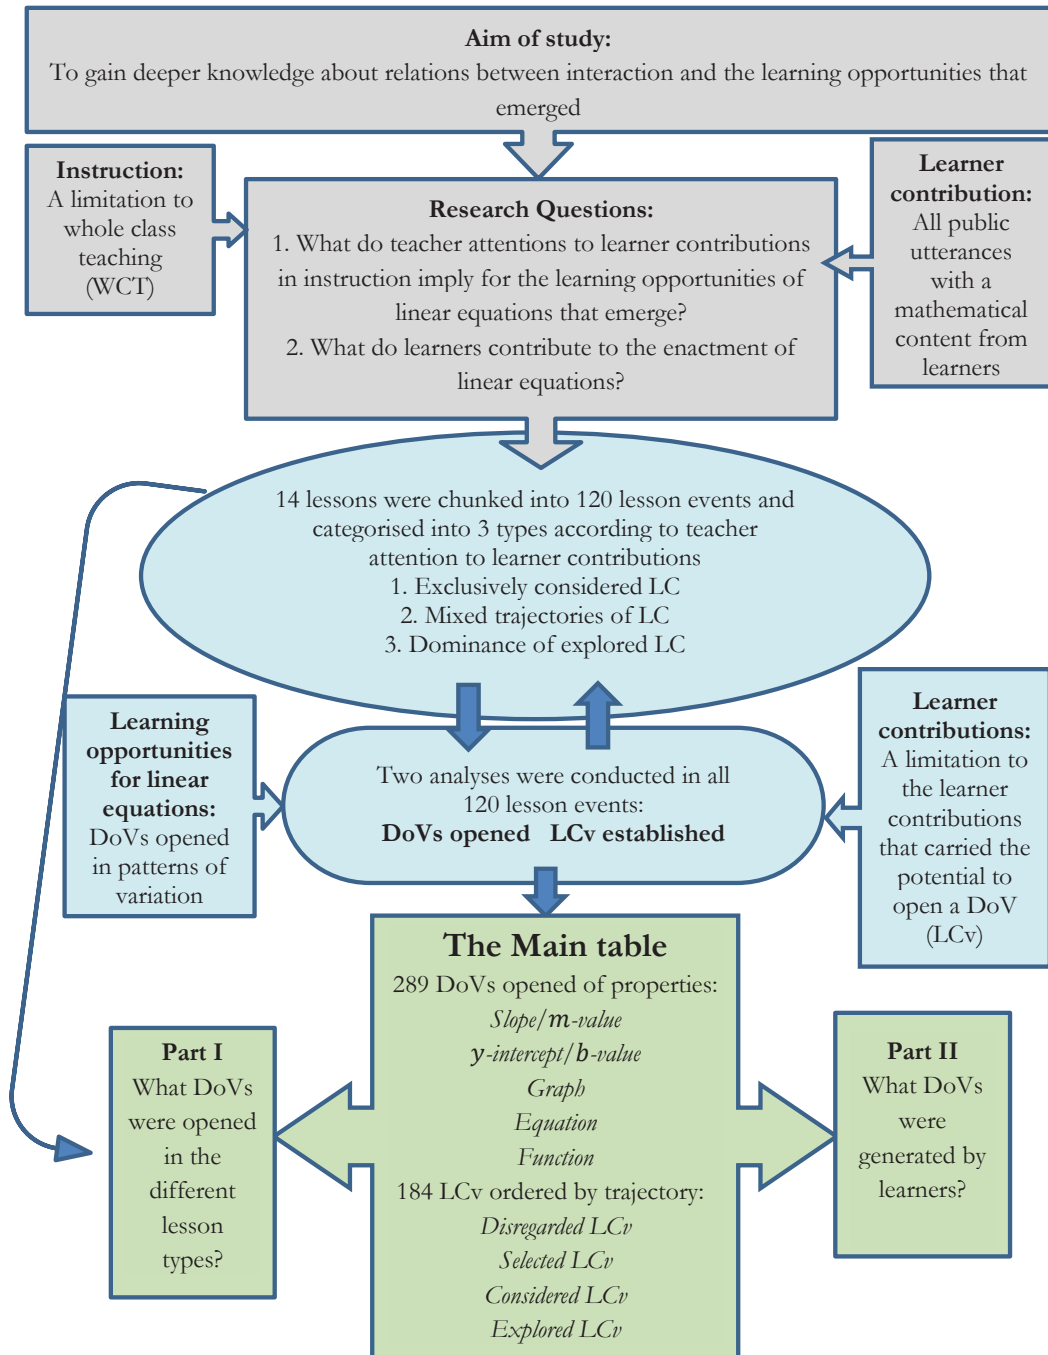 Aim of study:
To gain deeper knowledge about relations between interaction and the learning opportunities that
emerged
Instruction:
A limitation to
whole class
teaching
(WCT)
Research Questions:
1. What do teacher attentions to learner contributions
in instruction imply for the learning opportunities of
linear equations that emerge?
2. What do learners contribute to the enactment of
linear equations?
Learner
contribution:
All public
utterances
with a
mathematical
content from
learners
14 lessons were chunked into 120 lesson events and
categorised into 3 types according to teacher
attention to learner contributions
1. Exclusively considered LC
2. Mixed trajectories of LC
3. Dominance of explored LC
Learning
opportunities
for linear
equations:
DoVs opened
in patterns of
variation
Two analyses were conducted in all
120 lesson events:
DoVs opened LCv established
Learner
contributions:
A limitation to
the learner
contributions
that carried the
potential to
open a DoV
(LCv)
The Main table
289 DoVs opened of properties:
Slope/m-value
y-intercept/b-value
Graph
Equation
Function
184 LCv ordered by trajectory:
Disregarded LCv
Selected LCv
Considered LCv
Explored LCv
Part I
What DoVs
were opened
in the
different
lesson
types?
Part II
What DoVs
were
generated by
learners?